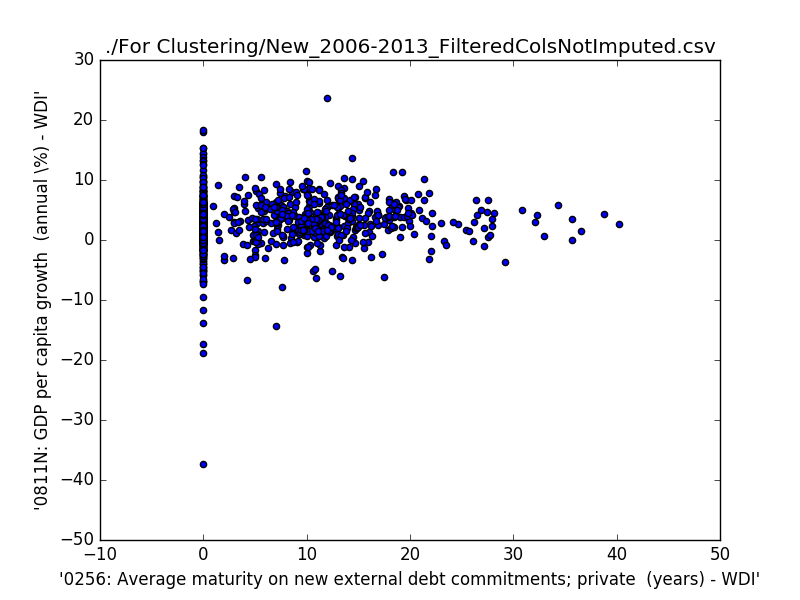 ./For Clustering/New_2006-2013_FilteredColsNotImputed.csv
30
20
10
0
−10
−20
−30
−40
−50
'0811N: GDP per capita growth  (annual \%) - WDI'
−10 0 10 20 30 40 50
'0256: Average maturity on new external debt commitments; private  (years) - WDI'